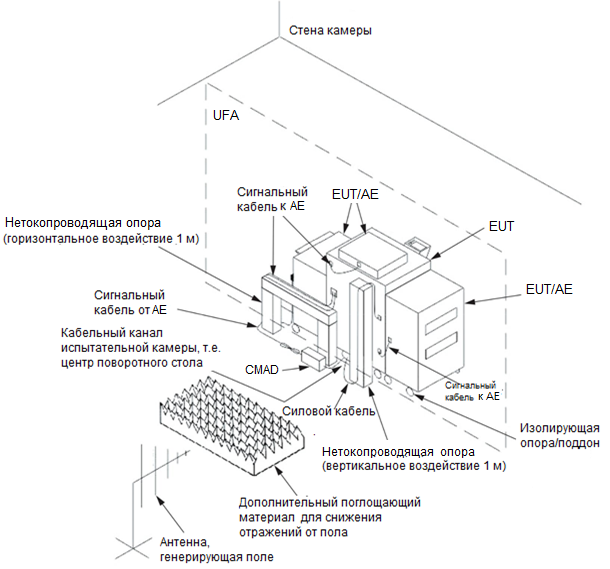 Стена камеры
UFA
Сигнальный
кабель к АЕ
EUT/AE
EUT
Нетокопроводящая опора
(горизонтальное воздействие 1 м)
EUT/AE
Сигнальный
кабель от АЕ
Кабельный канал
испытательной камеры, т.е.
центр поворотного стола
CMAD
Сигнальный
кабель к АЕ
Силовой кабель
Изолирующая
опора/поддон
Нетокопроводящая опора
(вертикальное воздействие 1 м)
Дополнительный поглощающий
материал для снижения
отражений от пола
Антенна,
генерирующая поле